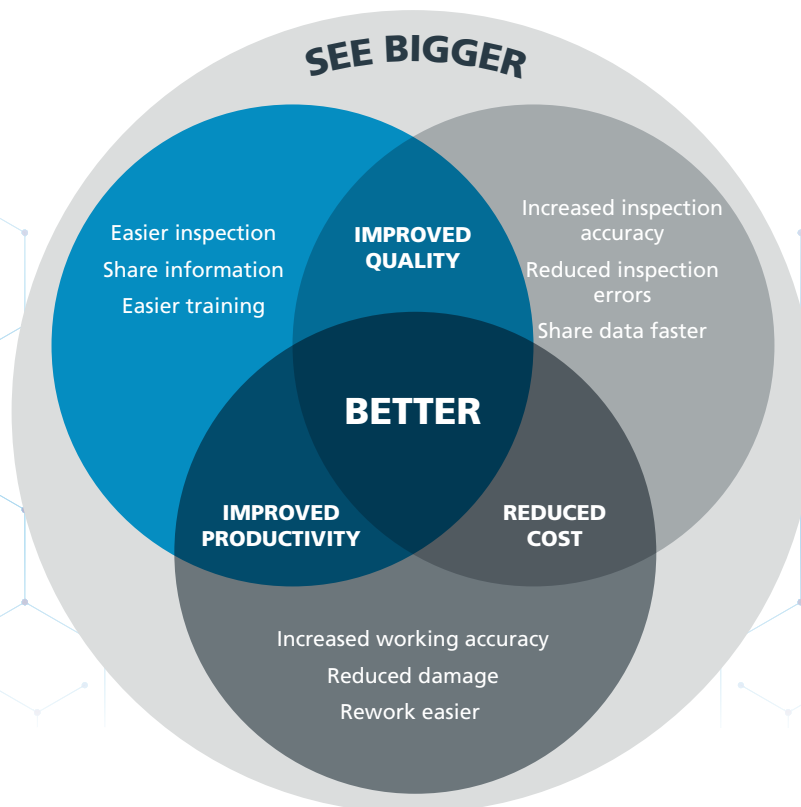 SEE BIGGER
Easier inspection
Share information
Easier training
IMPROVED
QUALITY
Increased inspection
accuracy
Reduced inspection
errors
Share data faster
BETTER
IMPROVED
PRODUCTIVITY
REDUCED
COST
Increased working accuracy
Reduced damage
Rework easier